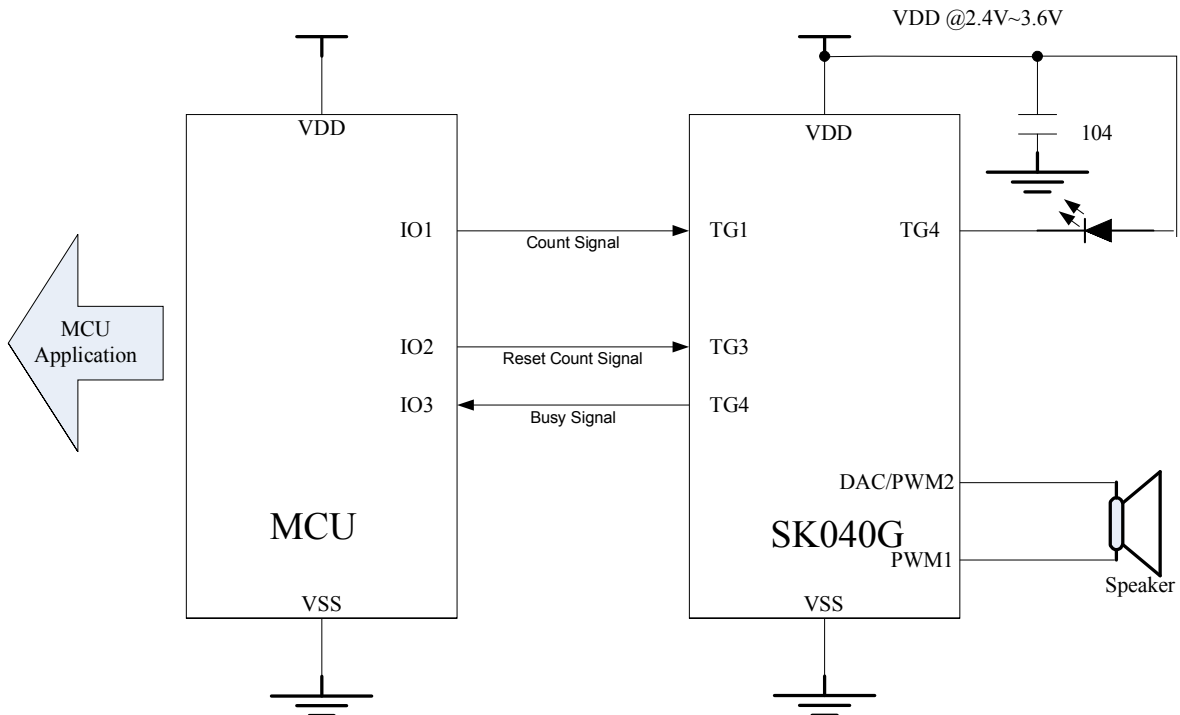 VDD @2.4V~3.6V
VDD
VDD
104
IO1
Count Signal
TG1
TG4
MCU
Application
IO2
Reset Count Signal
TG3
IO3
Busy Signal
TG4
DAC/PWM2
MCU
SK040G
PWM1
Speaker
VSS
VSS